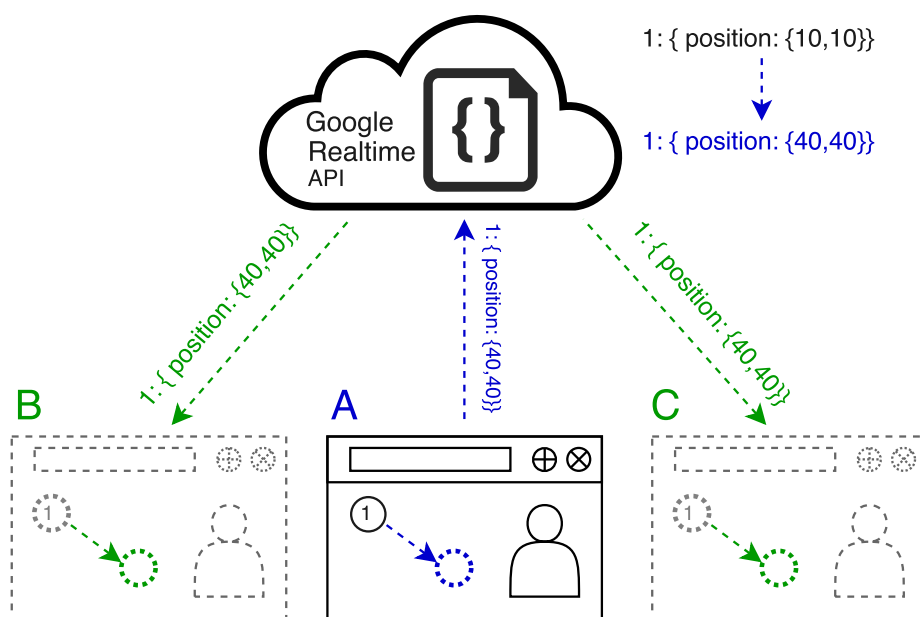 1: { position: {10,10}}
1: { position: {40,40}}
Google
Realtime
API
{}
1: { position: {40,40}}
1: { position: {40,40}}
1: { position: {40,40}}
B
A
C
1
1
1